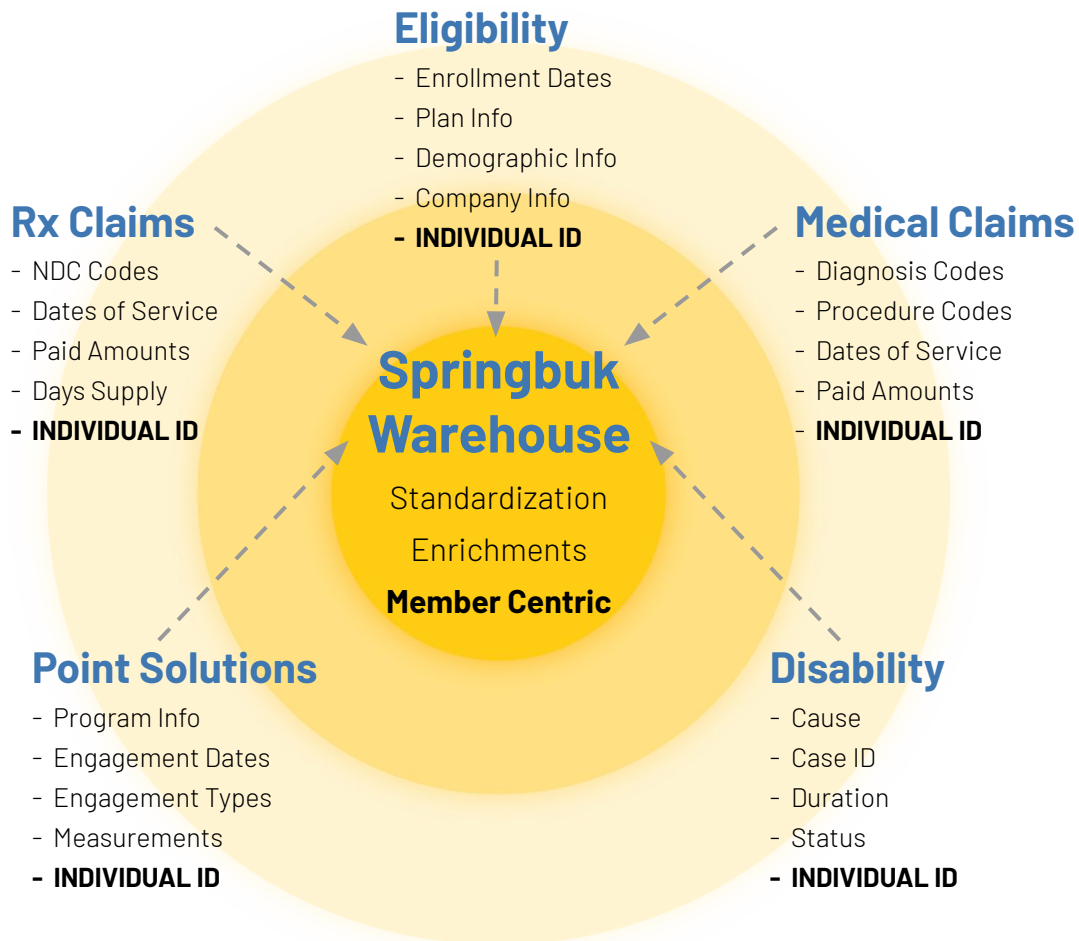 Eligibility
- Enrollment Dates
- Plan Info
- Demographic Info
- Company Info
- INDIVIDUAL ID
Rx Claims
- NDC Codes
- Dates of Service
- Paid Amounts
- Days Supply
- INDIVIDUAL ID
Medical Claims
- Diagnosis Codes
- Procedure Codes
- Dates of Service
- Paid Amounts
- INDIVIDUAL ID
Springbuk
Warehouse
Standardization
Enrichments
Member Centric
Point Solutions
- Program Info
- Engagement Dates
- Engagement Types
- Measurements
- INDIVIDUAL ID
Disability
- Cause
- Case ID
- Duration
- Status
- INDIVIDUAL ID